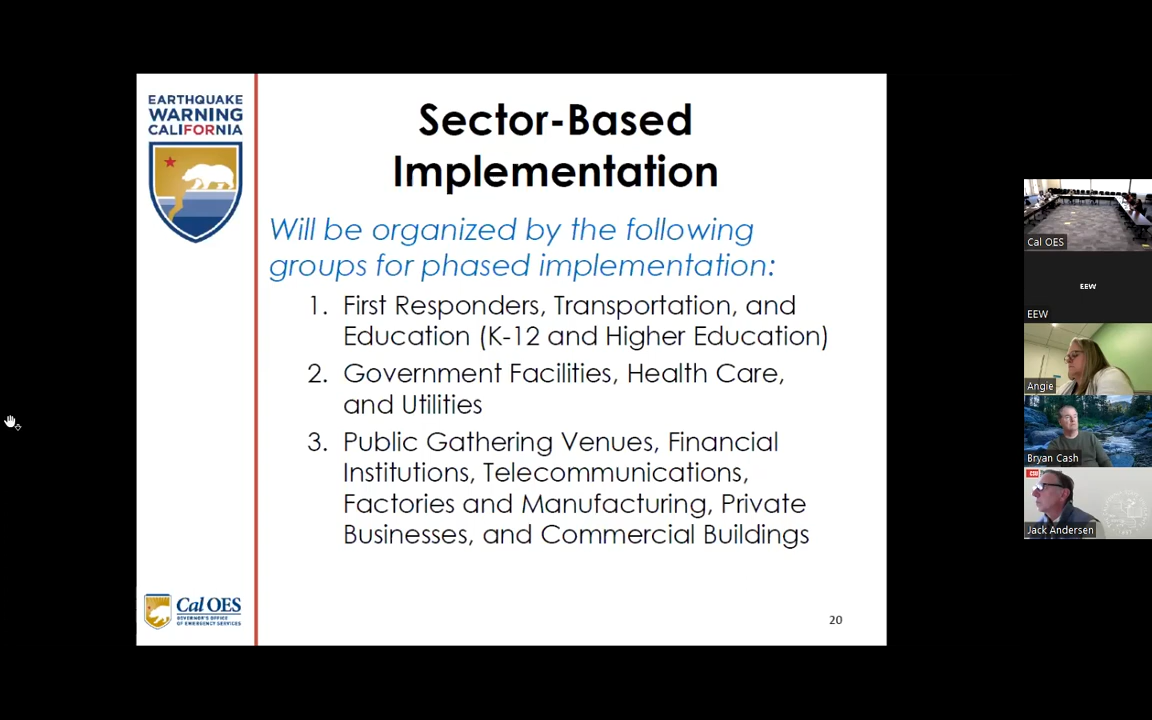 EARTHQUAKE
WARNING
CALIFORNIA
Sector-Based
Implementation
Will be organized by the following
groups for phased implementation:
1. First Responders, Transportation, and
Education (K-12 and Higher Education)
2. Government Facilities, Health Care,
and Utilities
3. Public Gathering Venues, Financial
Institutions, Telecommunications,
Factories and Manufacturing, Private
Businesses, and Commercial Buildings
Cal OES
GOVERNOR'S OFFICE
OF EMERGENCY SERVICES
20
Cal OES
EEW
EEW
Angie
Bryan Cash
CSU
Jack Andersen